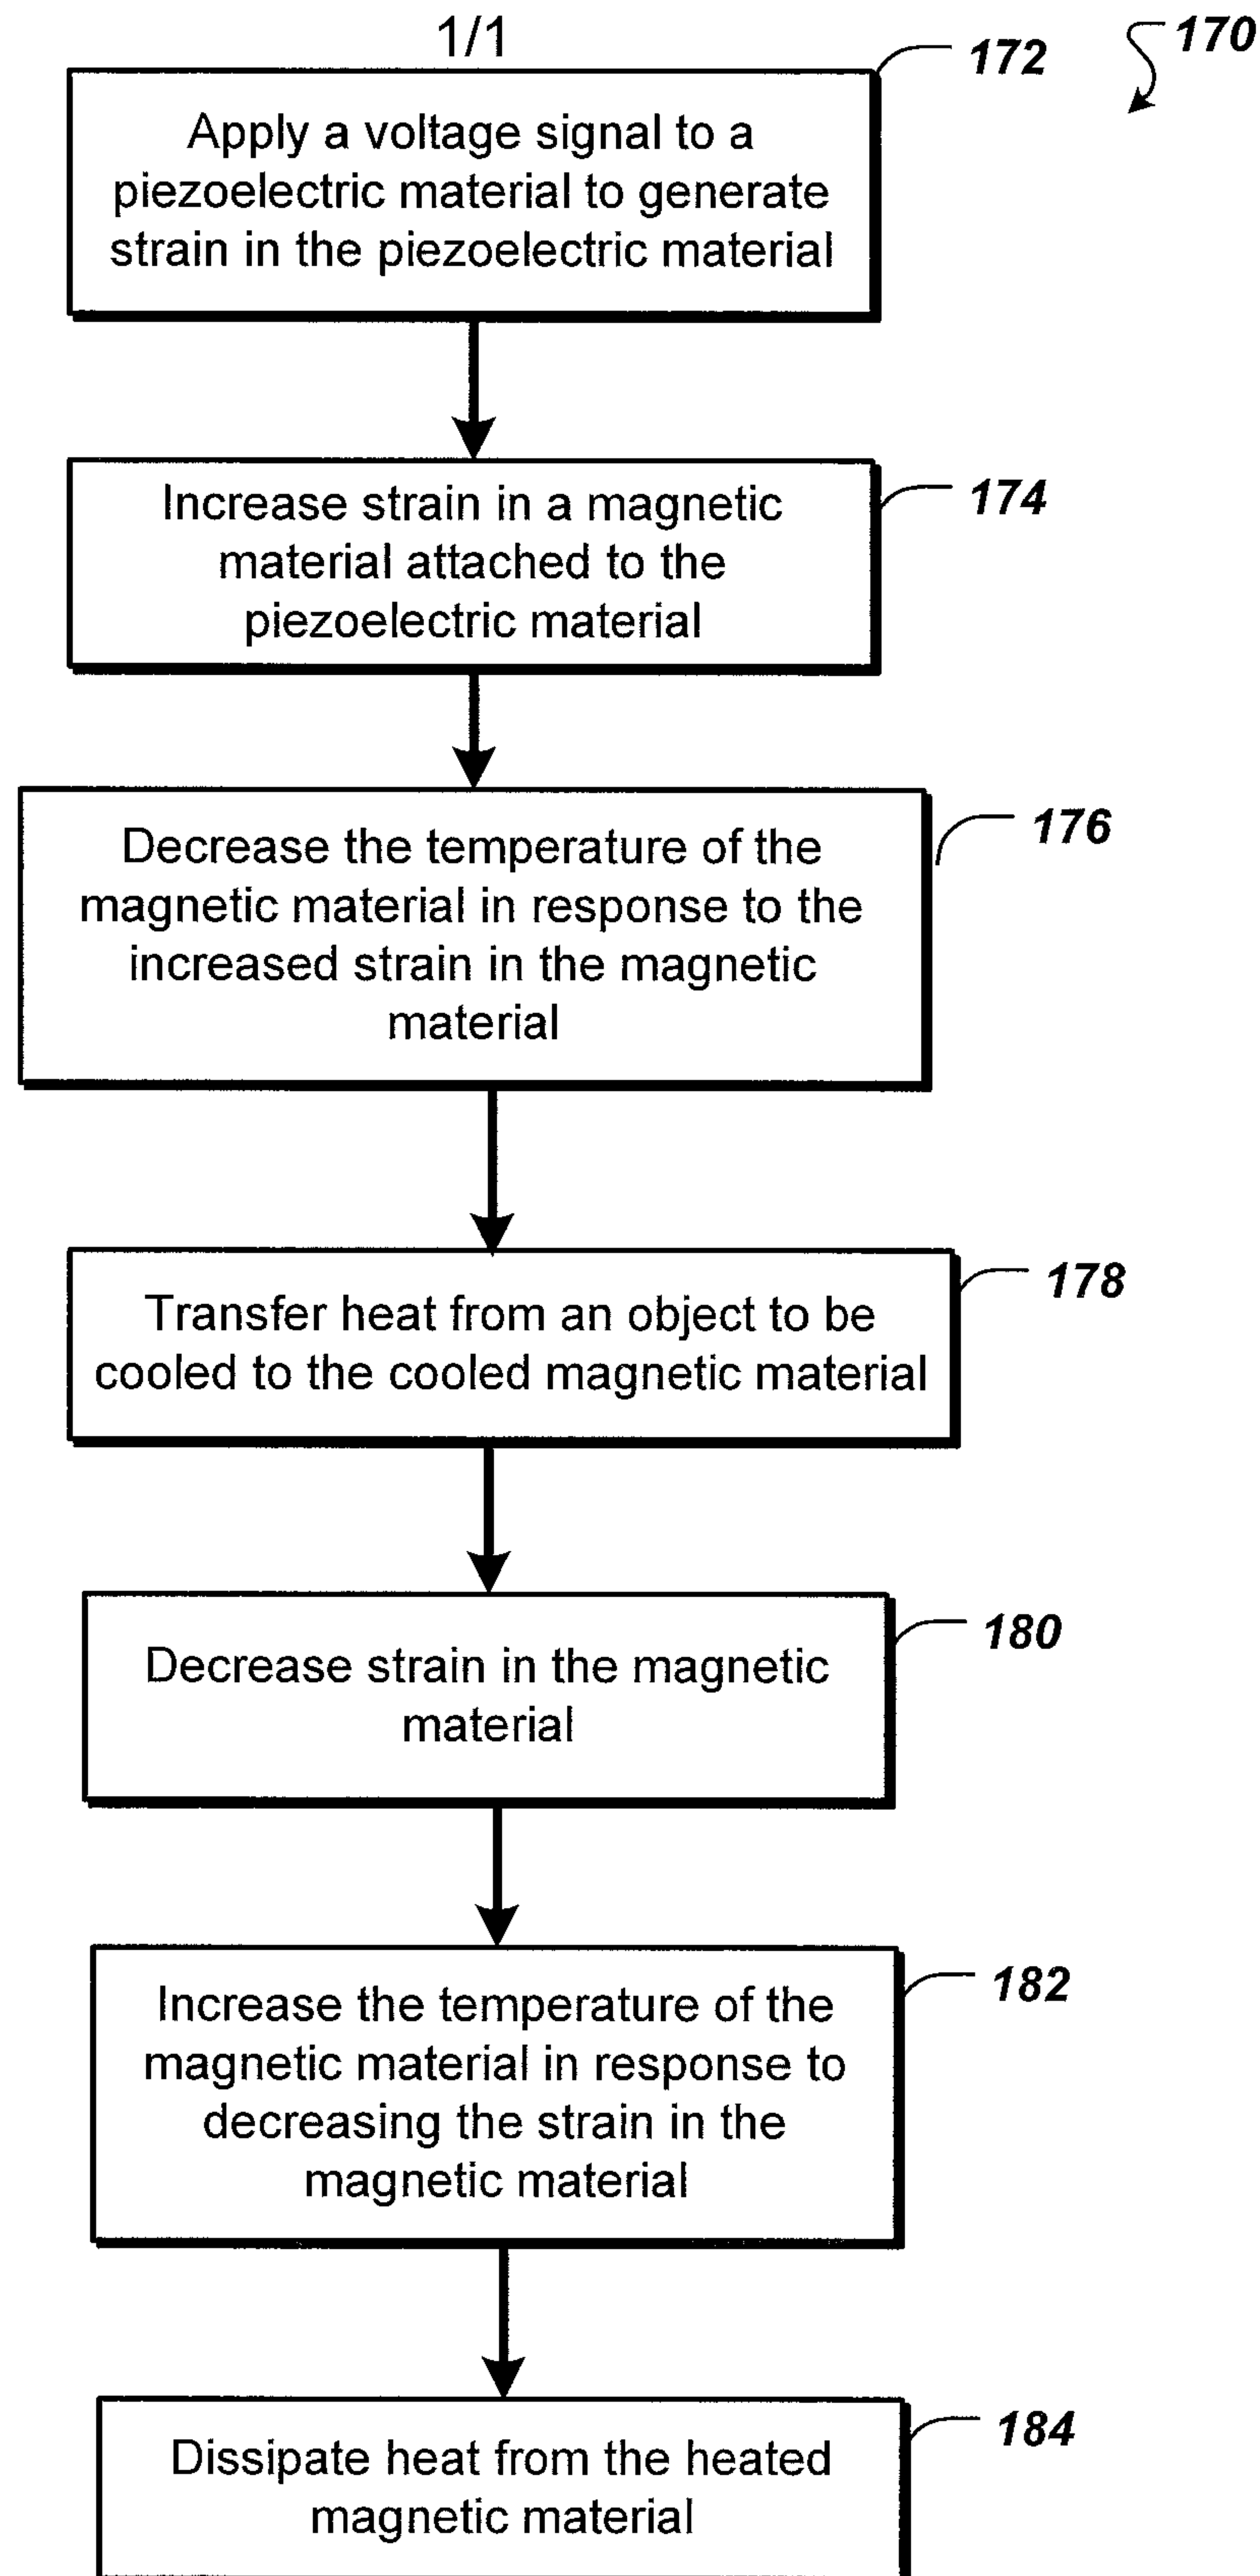 1/1
170
172
Apply a voltage signal to a
piezoelectric material to generate
strain in the piezoelectric material
174
Increase strain in a magnetic
material attached to the
piezoelectric material
176
Decrease the temperature of the
magnetic material in response to the
increased strain in the magnetic
material
178
Transfer heat from an object to be
cooled to the cooled magnetic material
180
Decrease strain in the magnetic
material
182
Increase the temperature of the
magnetic material in response to
decreasing the strain in the
magnetic material
184
Dissipate heat from the heated
magnetic material